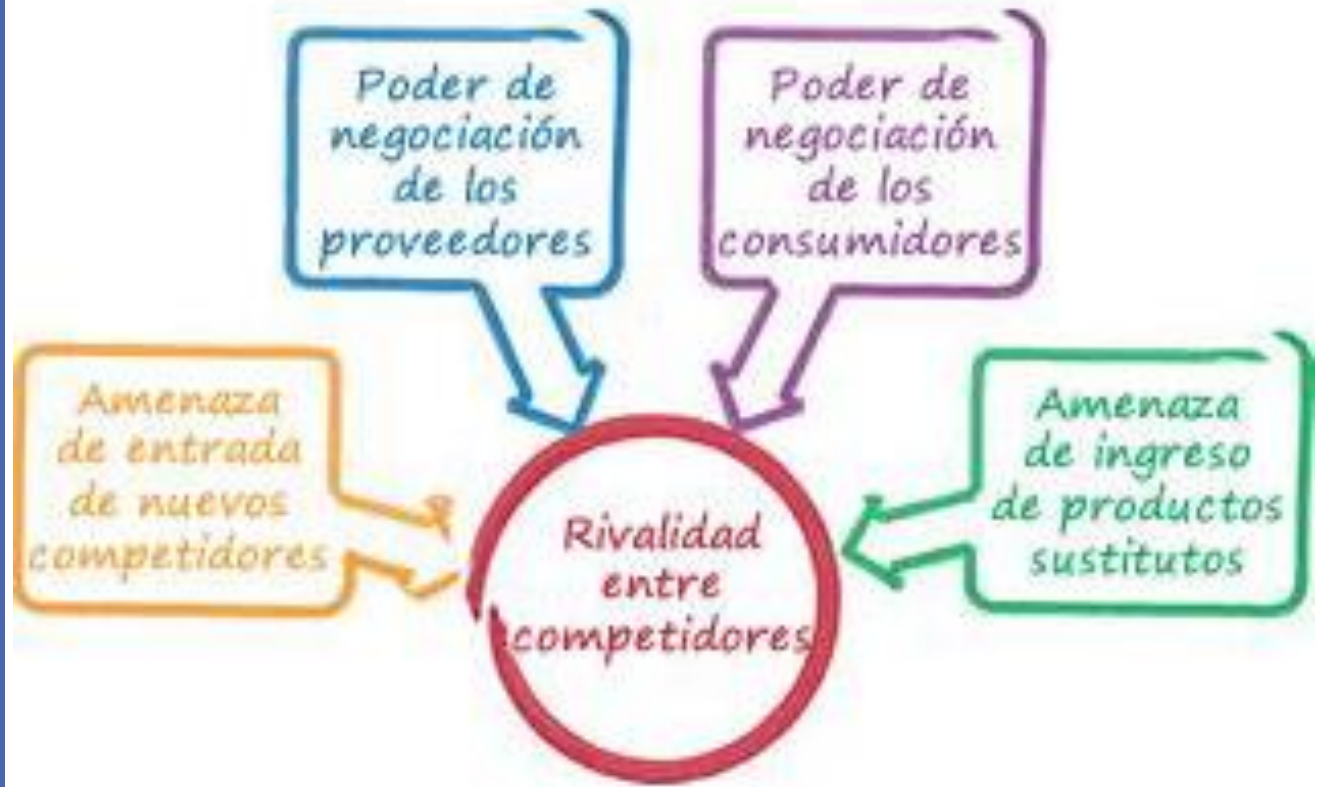 Poder de
negociación
de los
proveedores
Poder de
negociación
de los
consumidores
Amenaza
de entrada
de nuevos
competidores
Rivalidad
entre
competidores
Amenaza
de ingreso
de productos
sustitutos